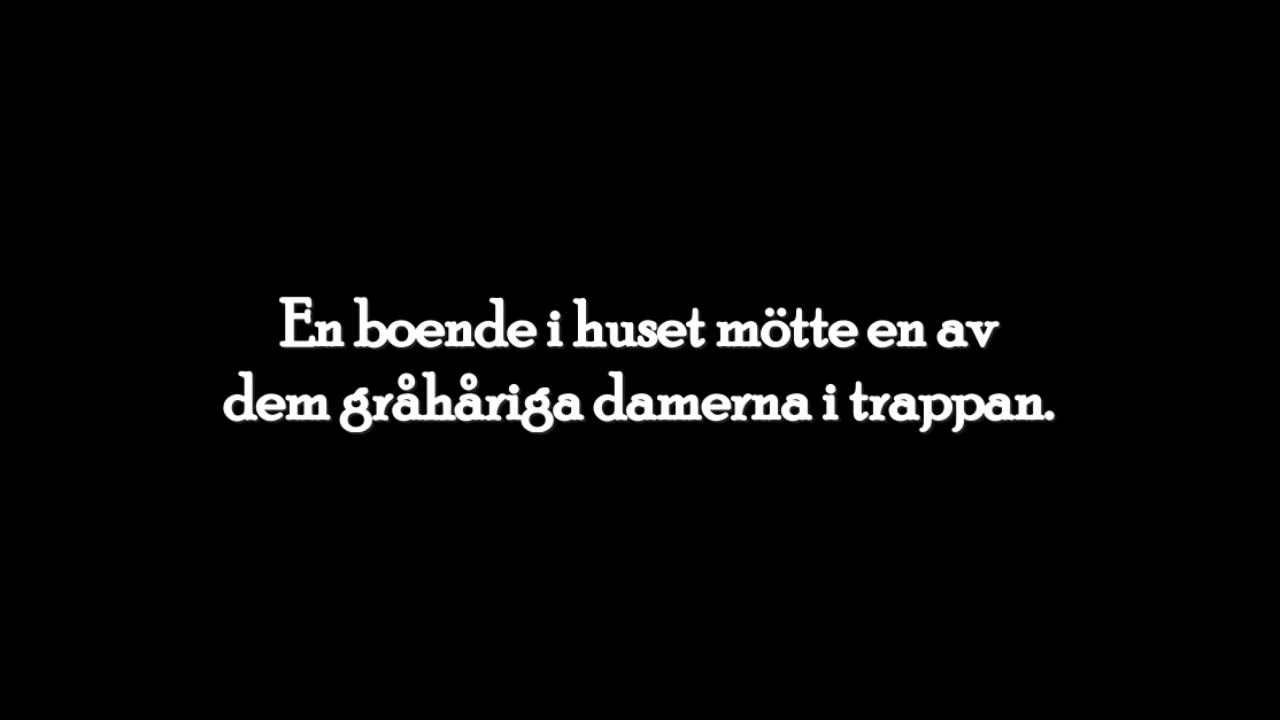 En boende i huset mötte en av
dem gråhåriga damerna i trappan.